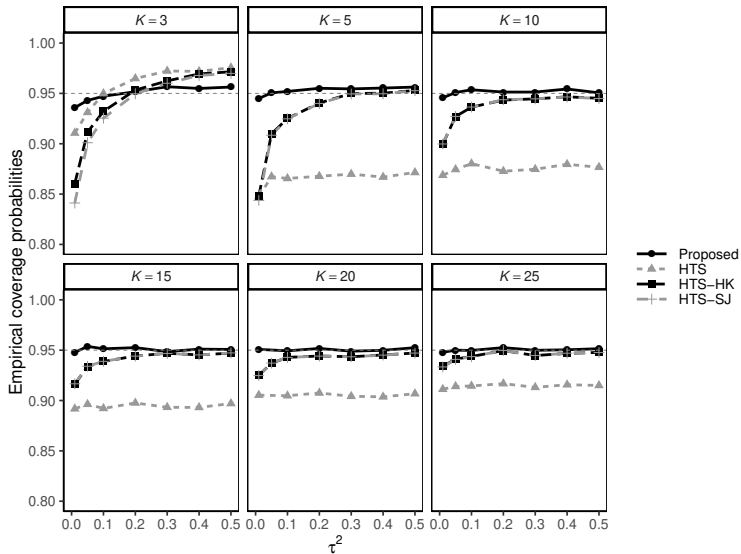 K = 3
K = 5
K = 10
1.00
0.95
0.90
0.85
0.80
K = 15
K = 20
K = 25
1.00
0.95
0.90
0.85
0.80
0.0 0.1 0.2 0.3 0.4 0.5
0.0 0.1 0.2 0.3 0.4 0.5
0.0 0.1 0.2 0.3 0.4 0.5
τ²
Empirical coverage probabilities
Proposed
HTS
HTS−HK
HTS−SJ